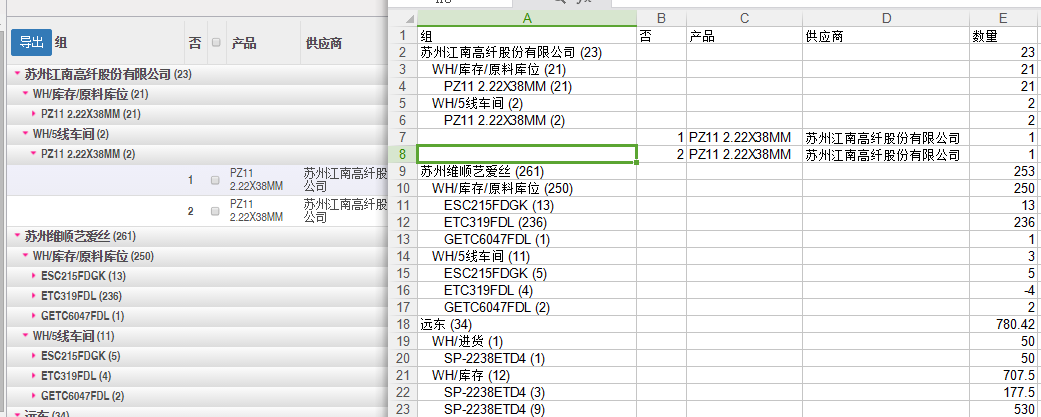 导出 组 否 产品 供应商
苏州江南高纤股份有限公司 (23)
WH/库存/原料库位 (21)
PZ11 2.22X38MM (21)
WH/5线车间 (2)
PZ11 2.22X38MM (2)
1 PZ11 2.22X38MM 苏州江南高纤股公司
2 PZ11 2.22X38MM 苏州江南高纤股公司
苏州维顺艺爱丝 (261)
WH/库存/原料库位 (250)
ESC215FDGK (13)
ETC319FDL (236)
GETC6047FDL (1)
WH/5线车间 (11)
ESC215FDGK (5)
ETC319FDL (4)
GETC6047FDL (2)
远东 (34)
A B C D E
1 组 否 产品 供应商 数量
2 苏州江南高纤股份有限公司 (23) 23
3 WH/库存/原料库位 (21) 21
4 PZ11 2.22X38MM (21) 21
5 WH/5线车间 (2) 2
6 PZ11 2.22X38MM (2) 2
7 1 PZ11 2.22X38MM 苏州江南高纤股份有限公司 1
8 2 PZ11 2.22X38MM 苏州江南高纤股份有限公司 1
9 苏州维顺艺爱丝 (261) 253
10 WH/库存/原料库位 (250) 250
11 ESC215FDGK (13) 13
12 ETC319FDL (236) 236
13 GETC6047FDL (1) 1
14 WH/5线车间 (11) 3
15 ESC215FDGK (5) 5
16 ETC319FDL (4) -4
17 GETC6047FDL (2) 2
18 远东 (34) 780.42
19 WH/进货 (1) 50
20 SP-2238ETD4 (1) 50
21 WH/库存 (12) 707.5
22 SP-2238ETD4 (3) 177.5
23 SP-2238ETD4 (9) 530